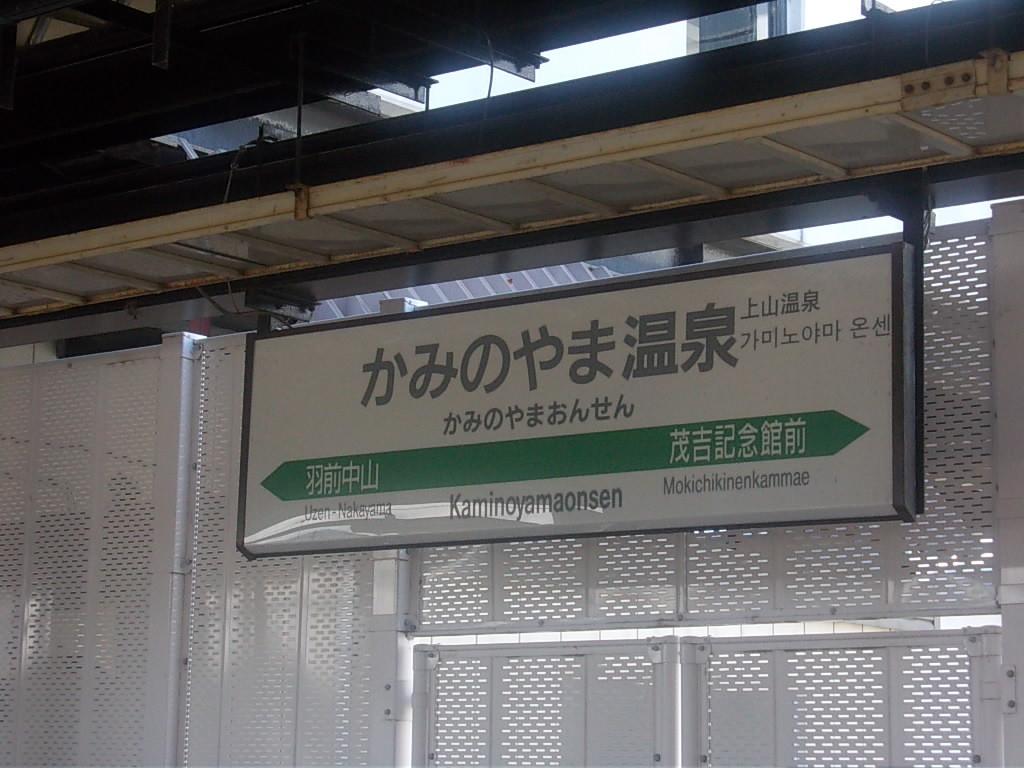 かみのやま温泉
上山温泉
가미노야마 온센
かみのやまおんせん
羽前中山
茂吉記念館前
Uzen-Nakayama
Kaminoyamaonsen
Mokichikinenkammae